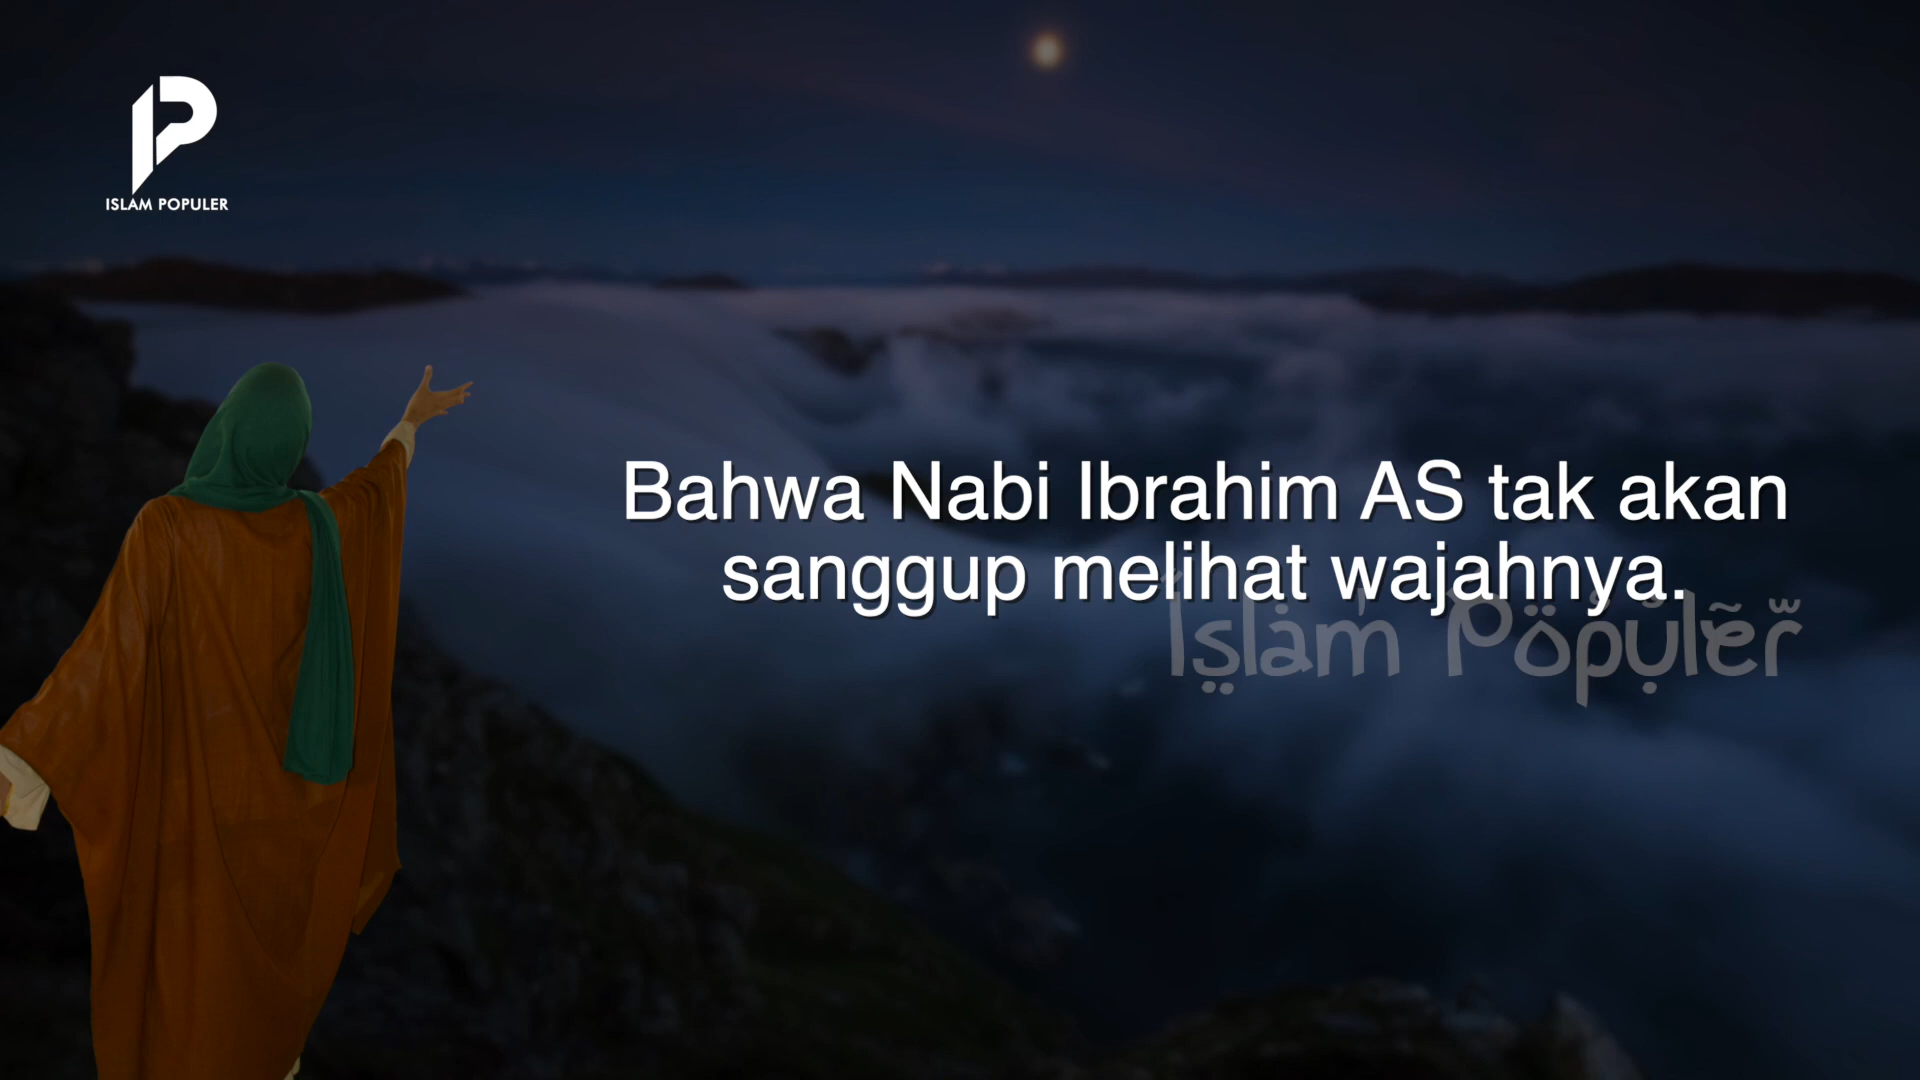 ISLAM POPULER
Bahwa Nabi Ibrahim AS tak akan
sanggup melihat wajahnya.
Islam Populer